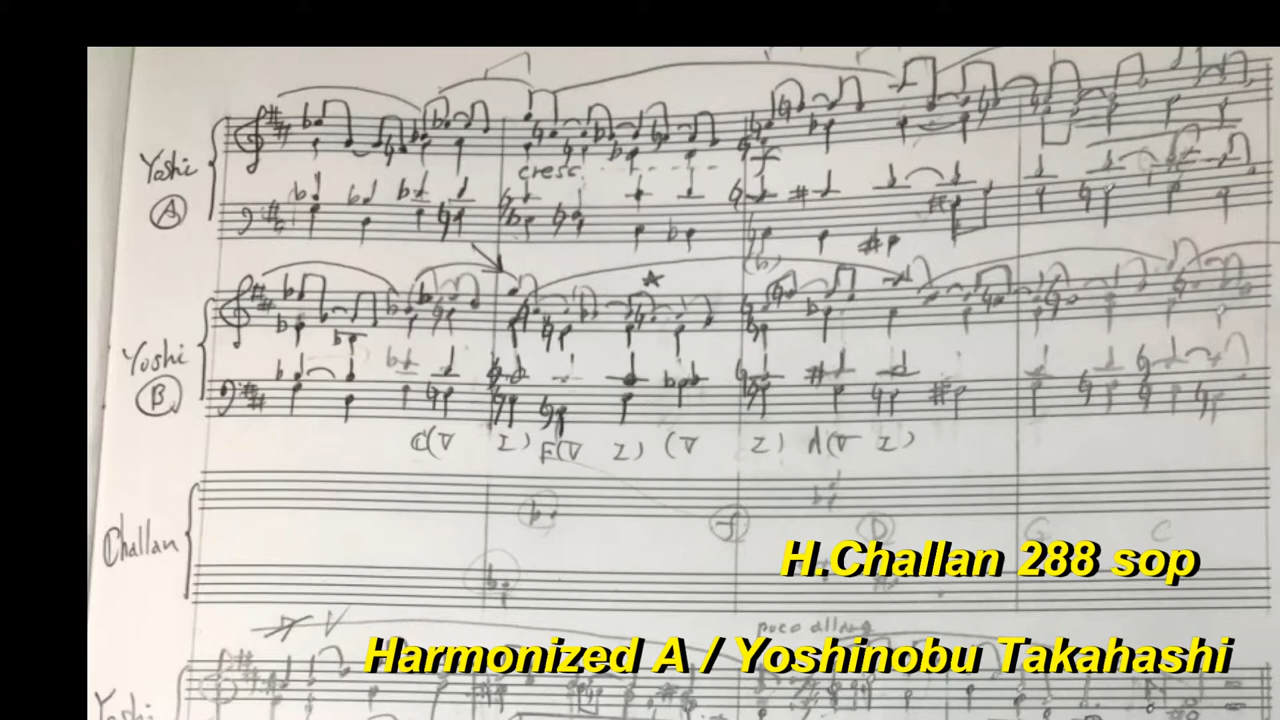 Yoshi
A
cresc
f
(b)
Yoshi
B
C(V I) F(V I) (V I) A(V I)
Challan
D
G C
H.Challan 288 sop
poco allarg
Harmonized A / Yoshinobu Takahashi
Yoshi